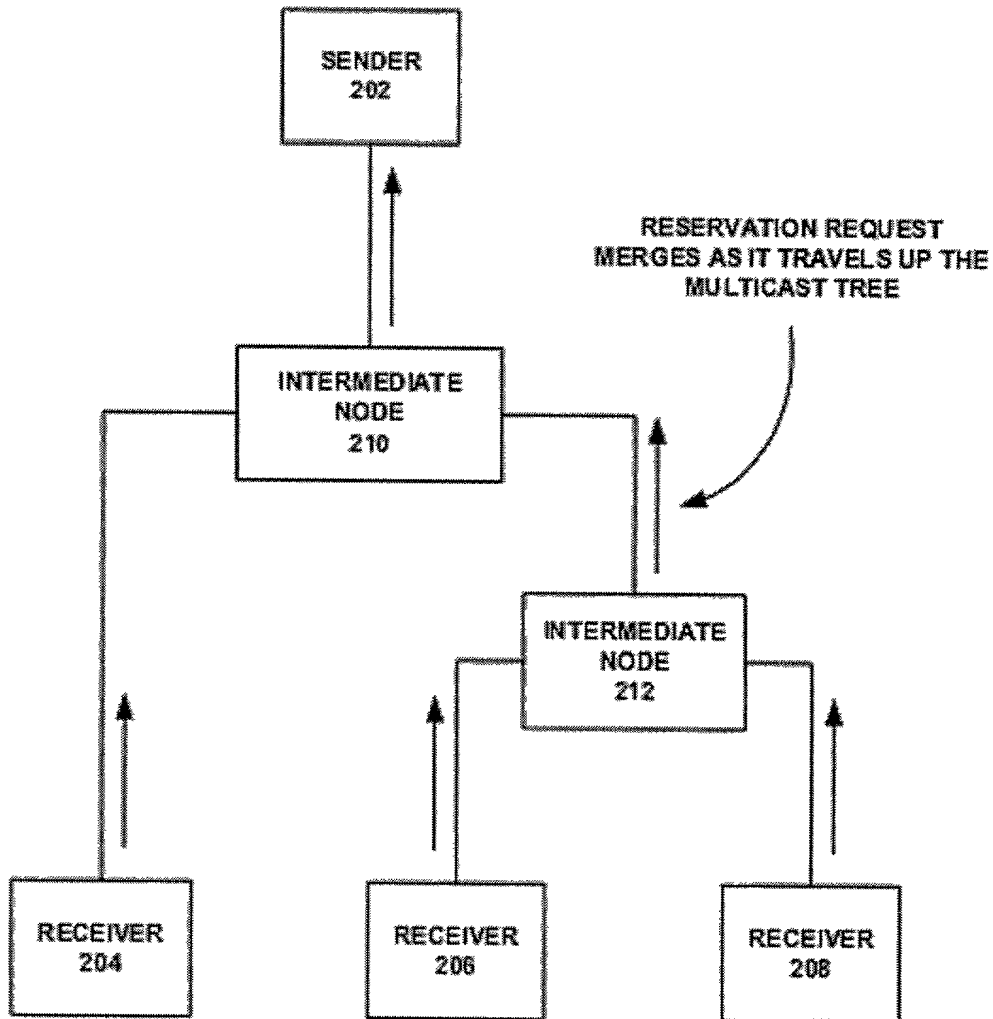 SENDER
202
RESERVATION REQUEST
MERGES AS IT TRAVELS UP THE
MULTICAST TREE
INTERMEDIATE
NODE
210
INTERMEDIATE
NODE
212
RECEIVER
204
RECEIVER
206
RECEIVER
208